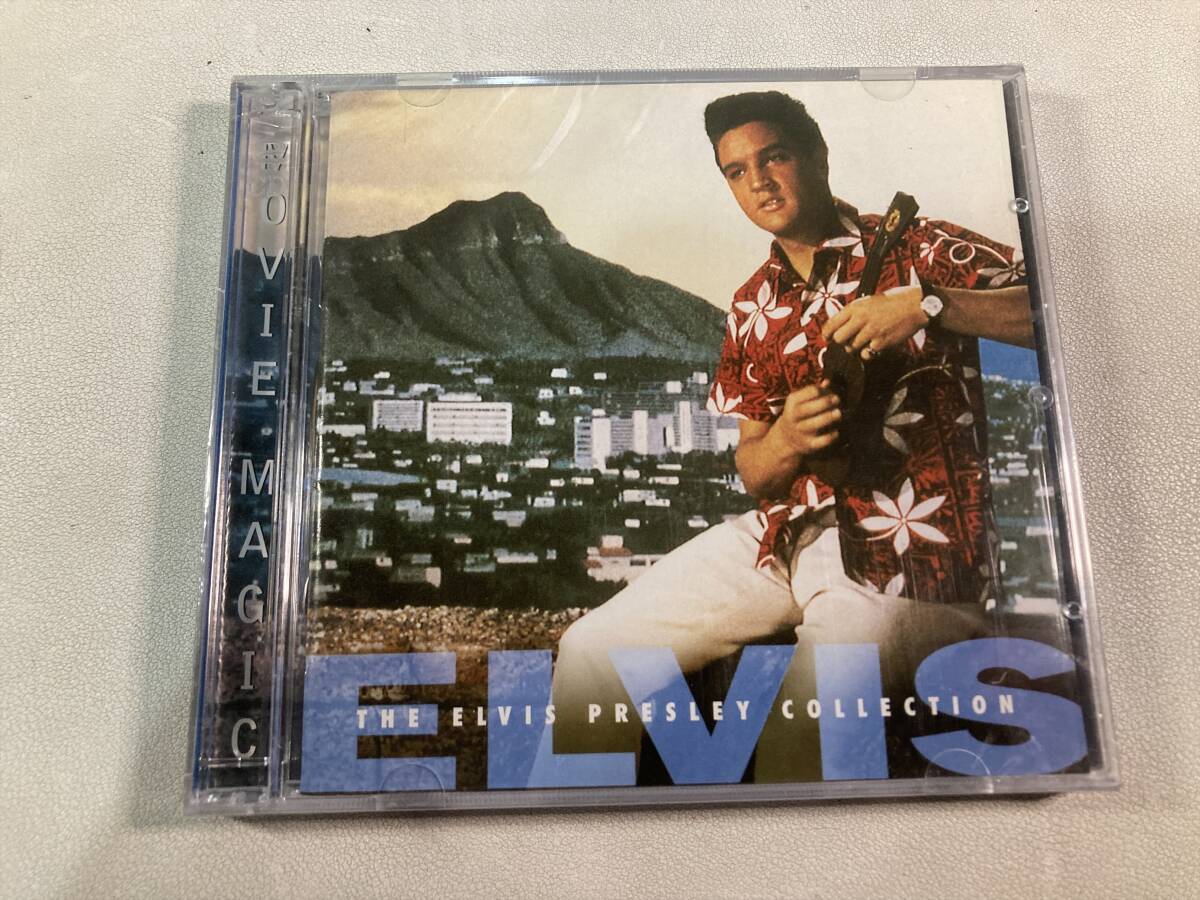 MOVIE MAGIC
ELVIS
THE ELVIS PRESLEY COLLECTION